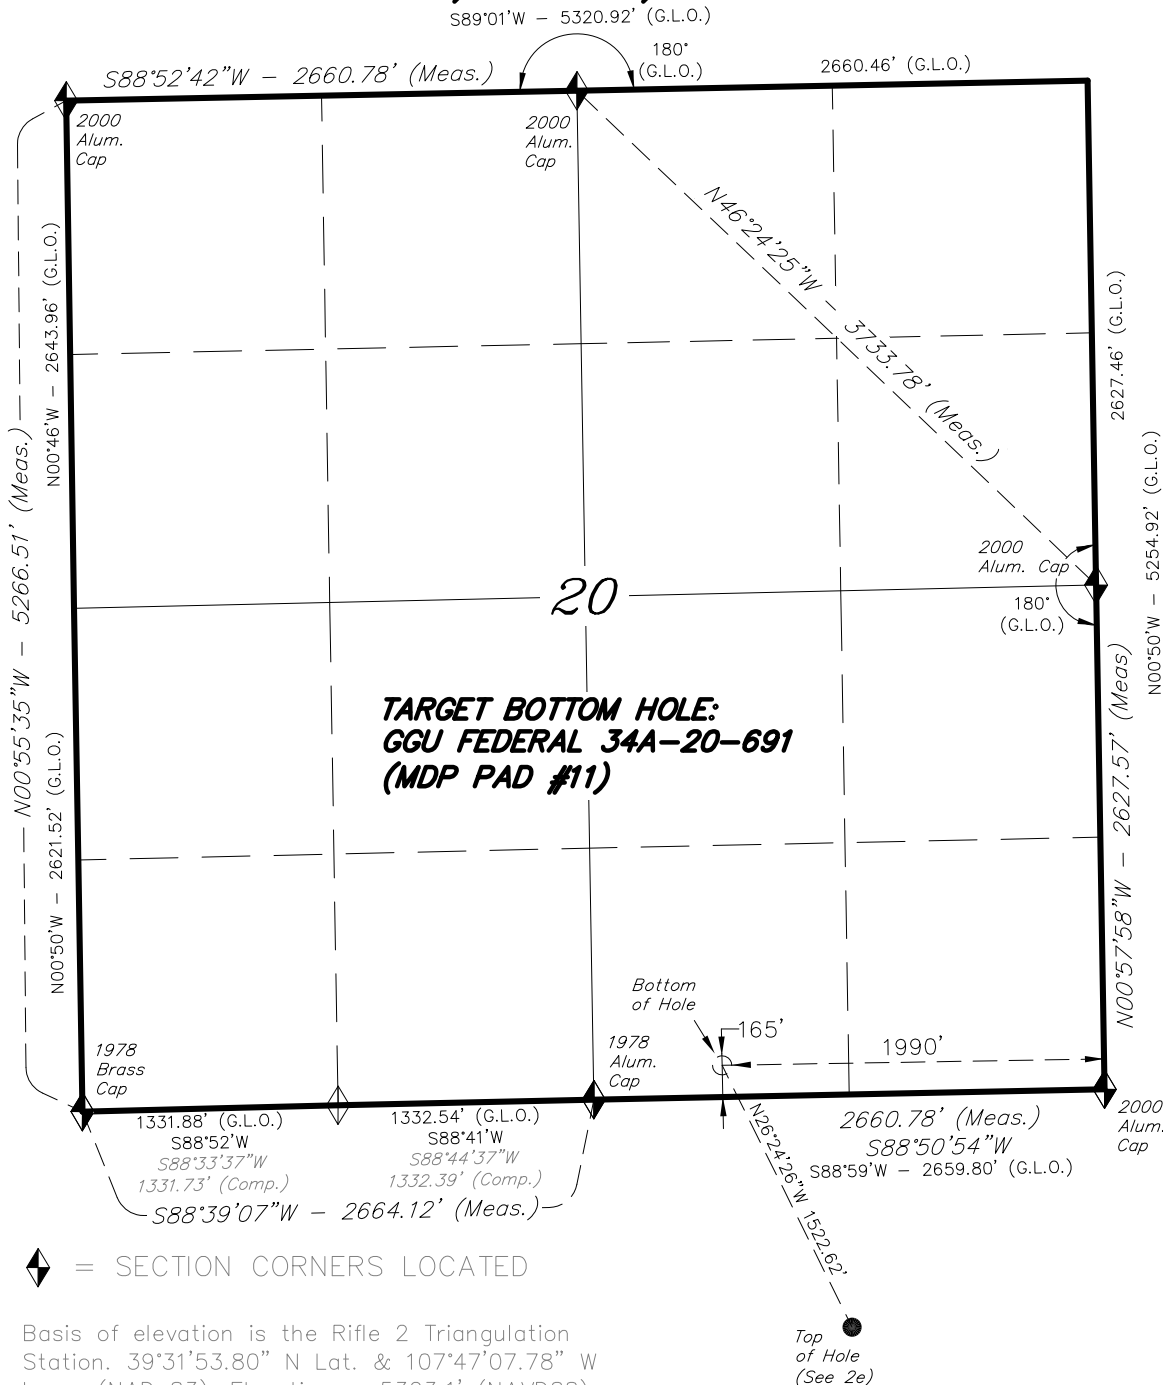 S89°01'W – 5320.92' (G.L.O.)
180°
(G.L.O.)
2660.46' (G.L.O.)
S88°52'42"W – 2660.78' (Meas.)
2000
Alum.
Cap
2000
Alum.
Cap
N46°24'25"W – 3733.78' (Meas.)
N00°46'W – 2643.96' (G.L.O.)
2627.46' (G.L.O.)
N00°55'35"W – 5266.51' (Meas.)
N00°50'W – 5254.92' (G.L.O.)
2000
Alum. Cap
180°
(G.L.O.)
20
TARGET BOTTOM HOLE:
GGU FEDERAL 34A–20–691
(MDP PAD #11)
N00°50'W – 2621.52' (G.L.O.)
N00°57'58"W – 2627.57' (Meas)
Bottom
of Hole
165'
1990'
1978
Brass
Cap
1978
Alum.
Cap
2000
Alum.
Cap
1331.88' (G.L.O.)
S88°52'W
S88°33'37"W
1331.73' (Comp.)
1332.54' (G.L.O.)
S88°41'W
S88°44'37"W
1332.39' (Comp.)
S88°39'07"W – 2664.12' (Meas.)
2660.78' (Meas.)
S88°50'54"W
S88°59'W – 2659.80' (G.L.O.)
N26°24'26"W 1522.62'
= SECTION CORNERS LOCATED
Top
of Hole
(See 2e)
Basis of elevation is the Rifle 2 Triangulation
Station. 39°31'53.80" N Lat. & 107°47'07.78" W